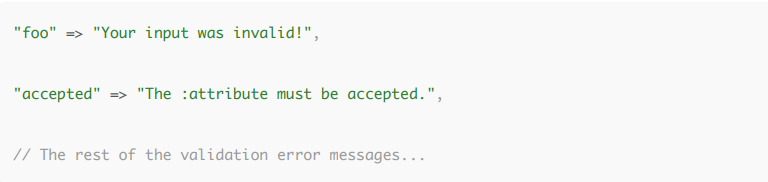 "foo" => "Your input was invalid!",
"accepted" => "The :attribute must be accepted.",
// The rest of the validation error messages...